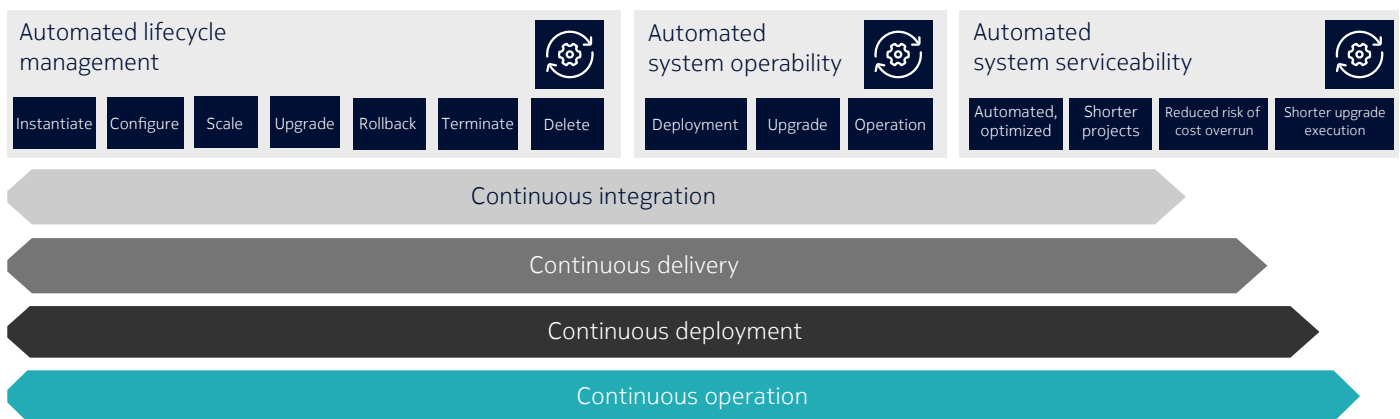 Automated lifecycle
management
Instantiate
Configure
Scale
Upgrade
Rollback
Terminate
Delete
Automated
system operability
Deployment
Upgrade
Operation
Automated
system serviceability
Automated,
optimized
Shorter
projects
Reduced risk of
cost overrun
Shorter upgrade
execution
Continuous integration
Continuous delivery
Continuous deployment
Continuous operation